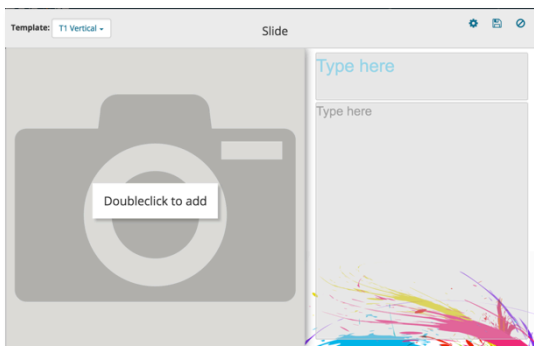 Template: T1 Vertical
Slide
Type here
Type here
Doubleclick to add